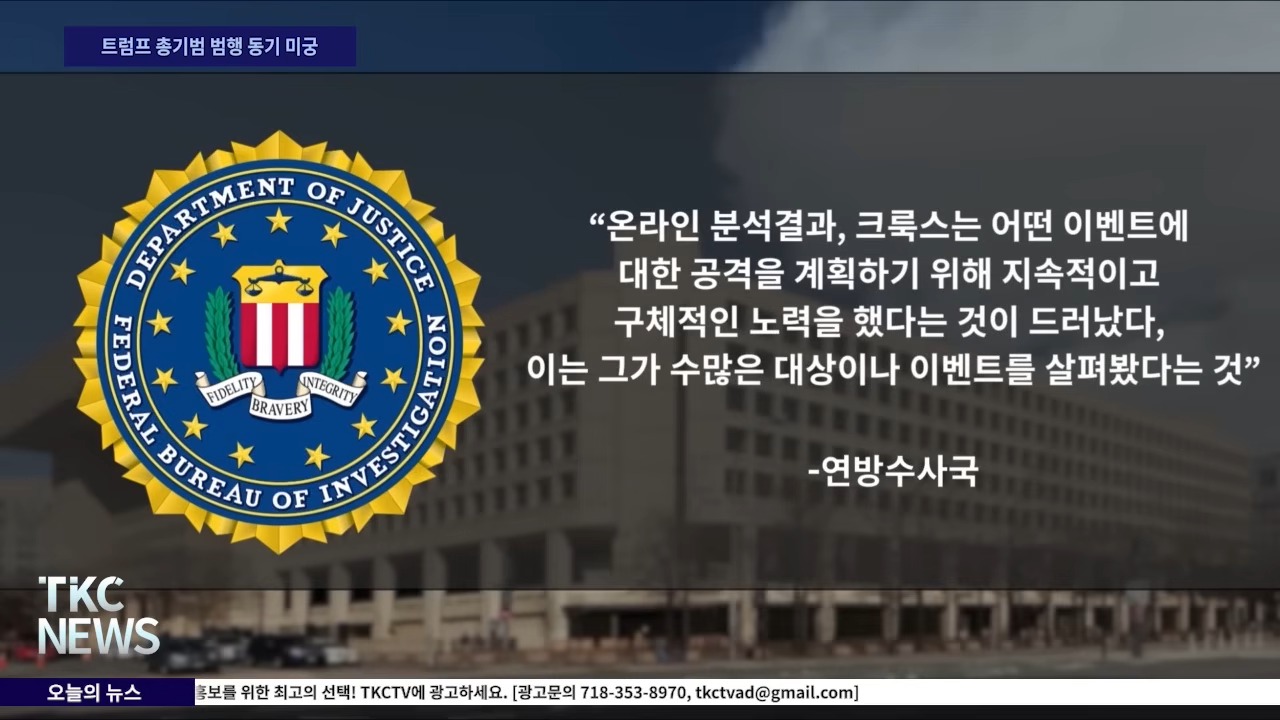 트럼프 총기범 범행 동기 미궁
DEPARTMENT OF JUSTICE
FEDERAL BUREAU OF INVESTIGATION
FIDELITY
BRAVERY
INTEGRITY
“온라인 분석결과, 크룩스는 어떤 이벤트에
대한 공격을 계획하기 위해 지속적이고
구체적인 노력을 했다는 것이 드러났다,
이는 그가 수많은 대상이나 이벤트를 살펴봤다는 것”
-연방수사국
TKC
NEWS
오늘의 뉴스
홍보를 위한 최고의 선택! TKCTV에 광고하세요. [광고문의 718-353-8970, tkctvad@gmail.com]